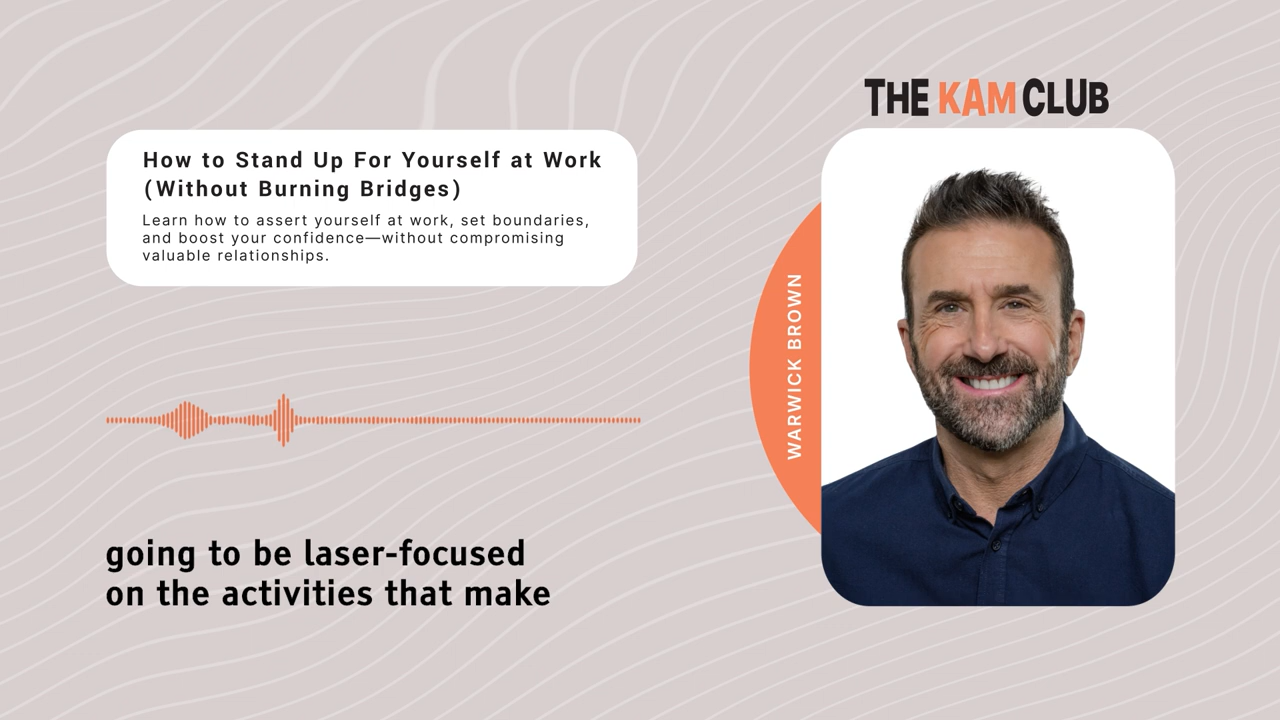 THE KAM CLUB
How to Stand Up For Yourself at Work
(Without Burning Bridges)
Learn how to assert yourself at work, set boundaries,
and boost your confidence—without compromising
valuable relationships.
WARWICK BROWN
going to be laser-focused
on the activities that make